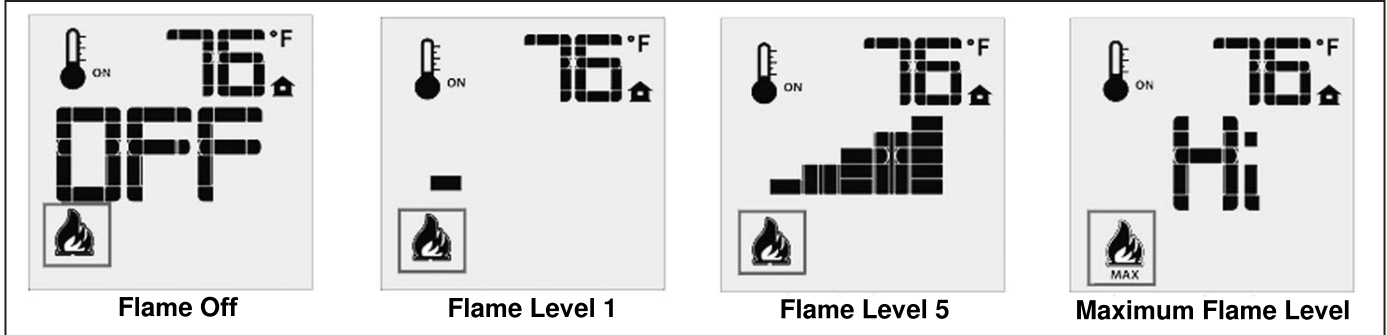 76 °F
ON
OFF
Flame Off
76 °F
ON
Flame Level 1
76 °F
ON
Flame Level 5
76 °F
ON
Hi
MAX
Maximum Flame Level